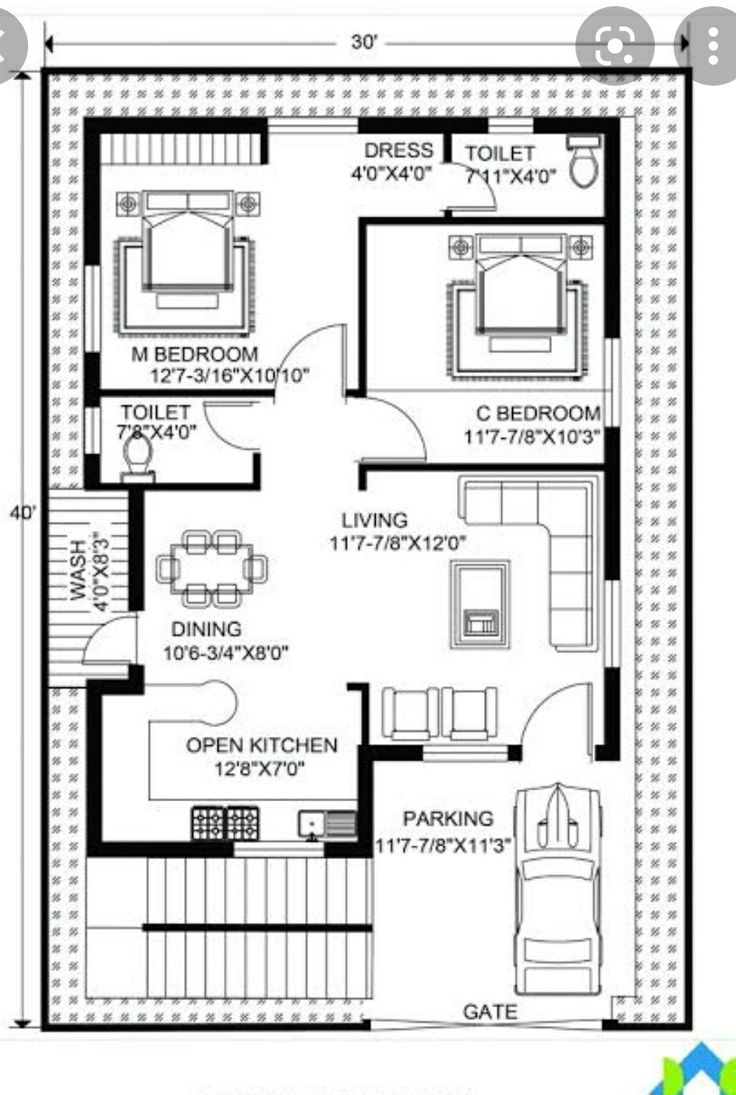 30'
40'
DRESS
4'0"X4'0"
TOILET
7'11"X4'0"
M BEDROOM
12'7-3/16"X10'10"
TOILET
7'8"X4'0"
C BEDROOM
11'7-7/8"X10'3"
WASH
4'0"X8'3"
LIVING
11'7-7/8"X12'0"
DINING
10'6-3/4"X8'0"
OPEN KITCHEN
12'8"X7'0"
PARKING
11'7-7/8"X11'3"
GATE